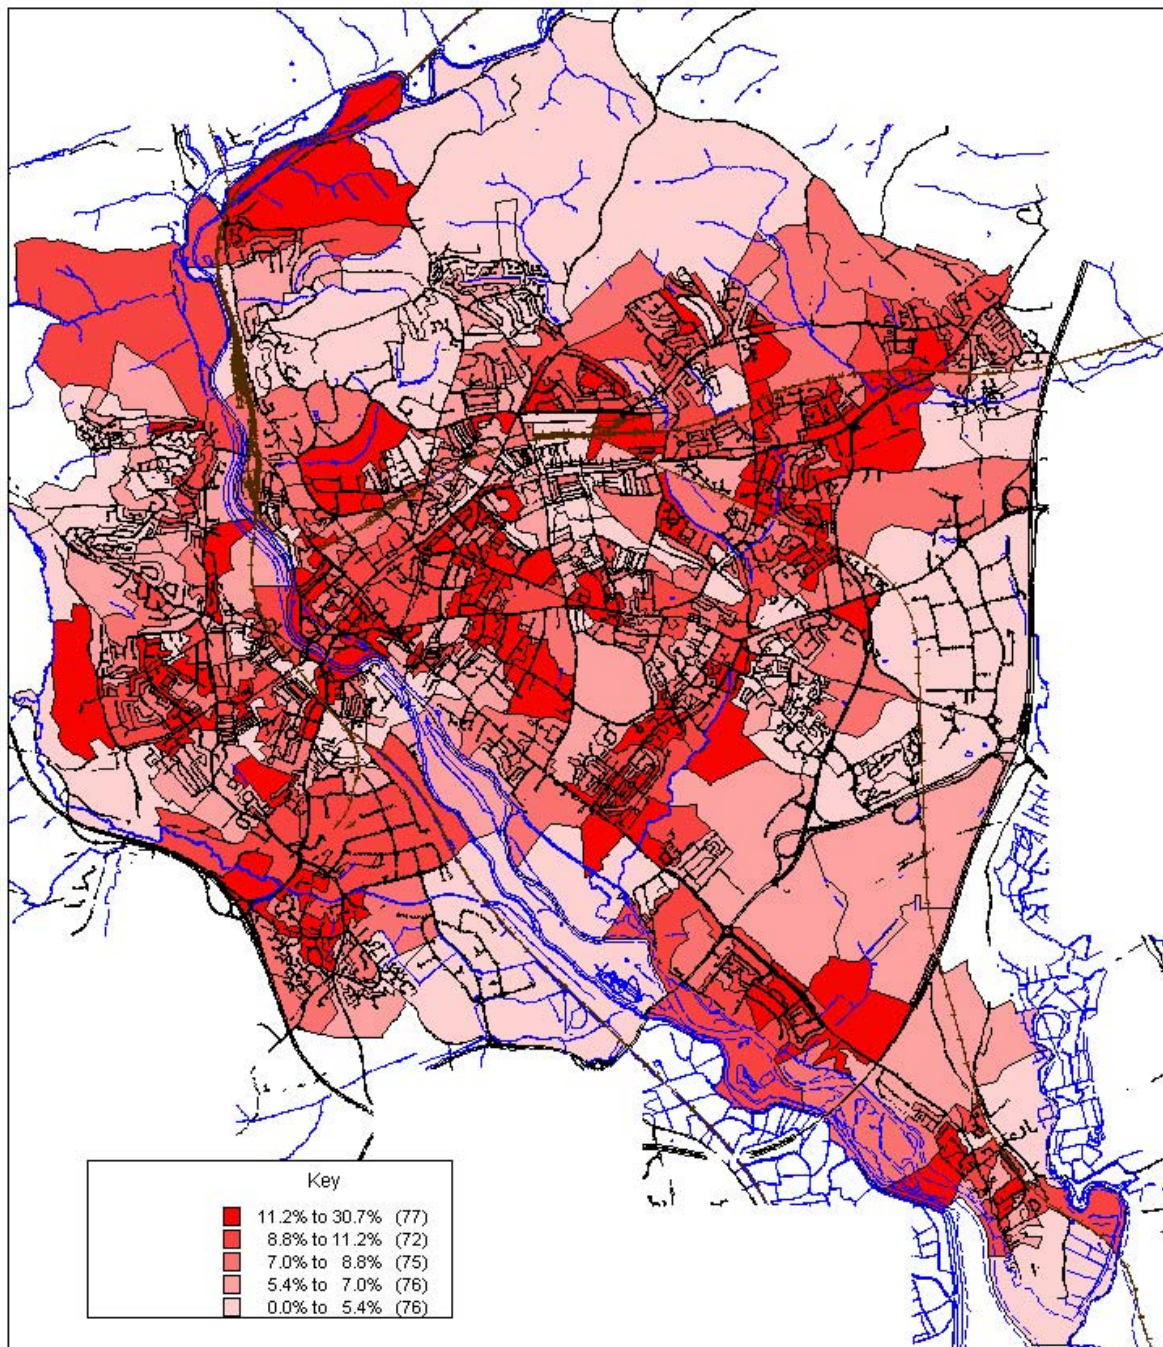 Key
11.2% to 30.7% (77)
8.8% to 11.2% (72)
7.0% to 8.8% (75)
5.4% to 7.0% (76)
0.0% to 5.4% (76)